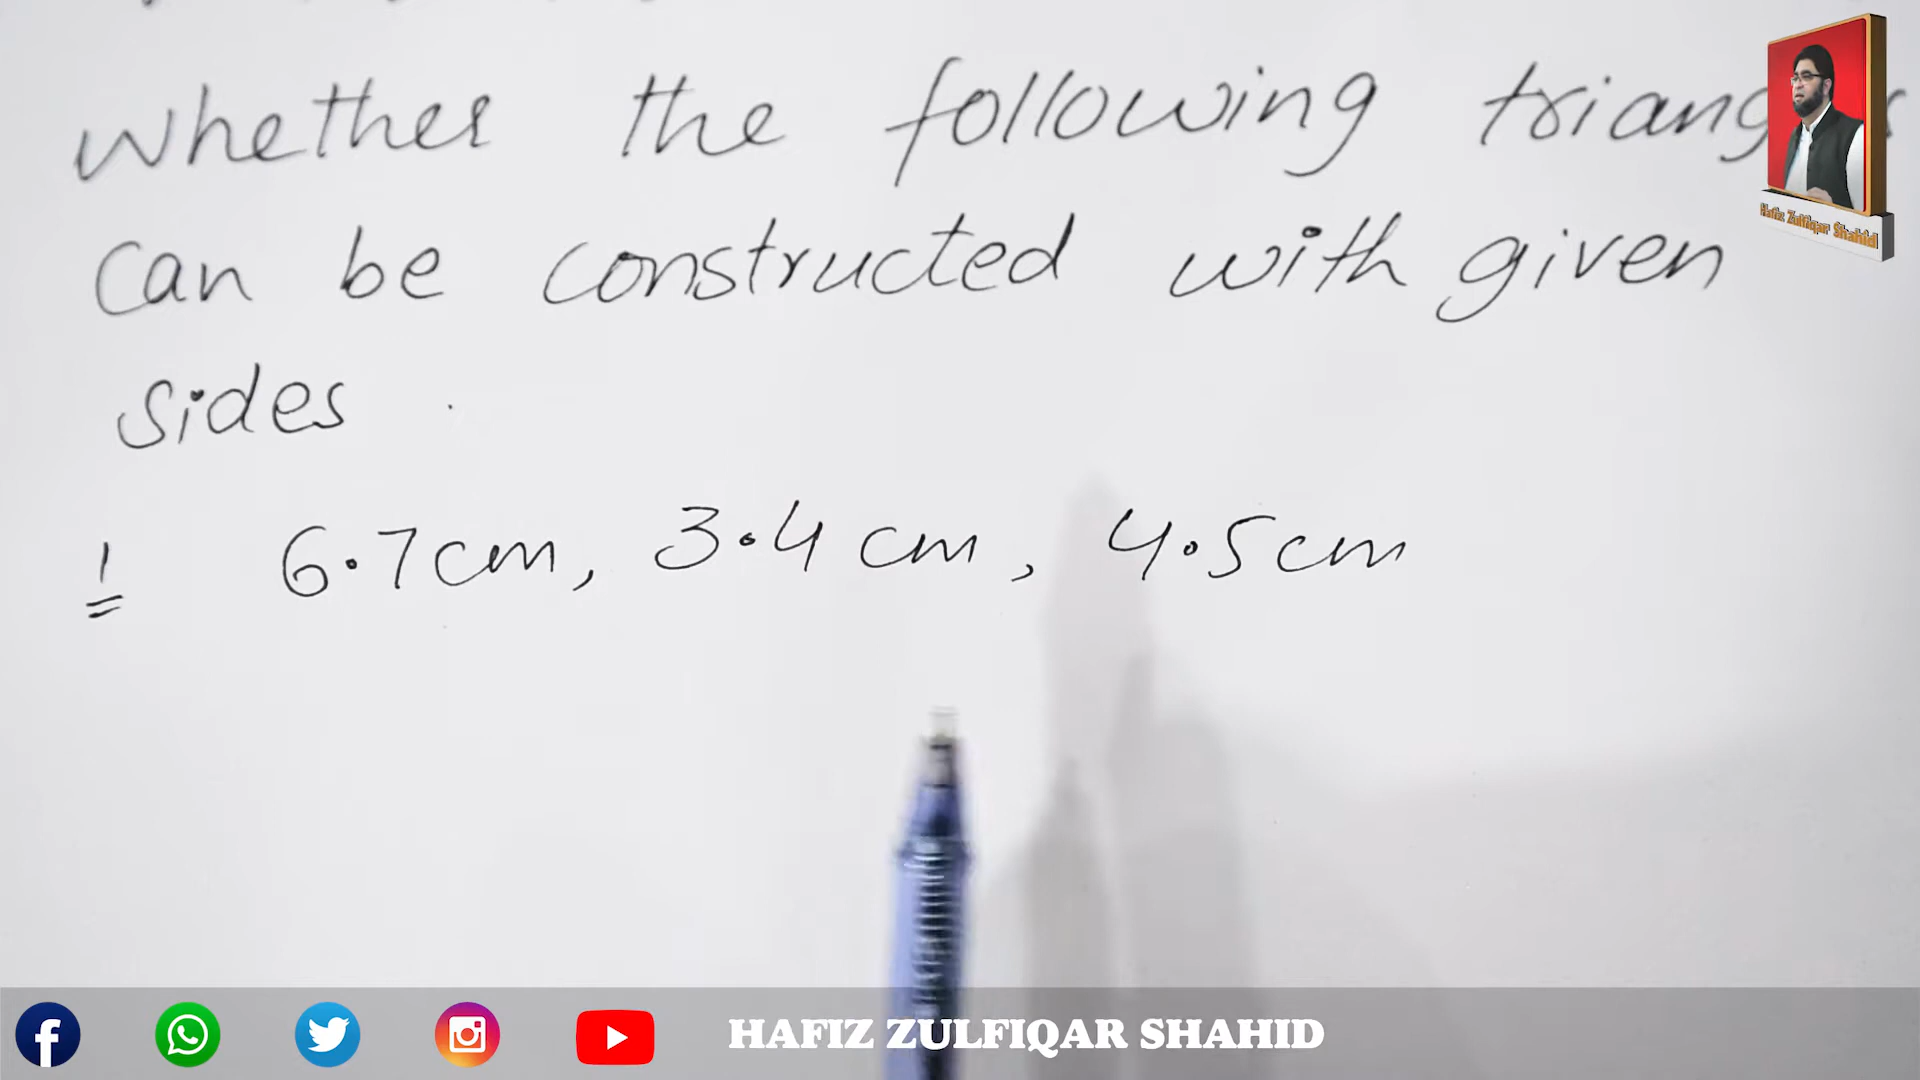 whether the following
can be constructed with given
sides
1 6.7cm, 3.4 cm, 4.5cm
Hafiz Zulfiqar Shahid
HAFIZ ZULFIQAR SHAHID